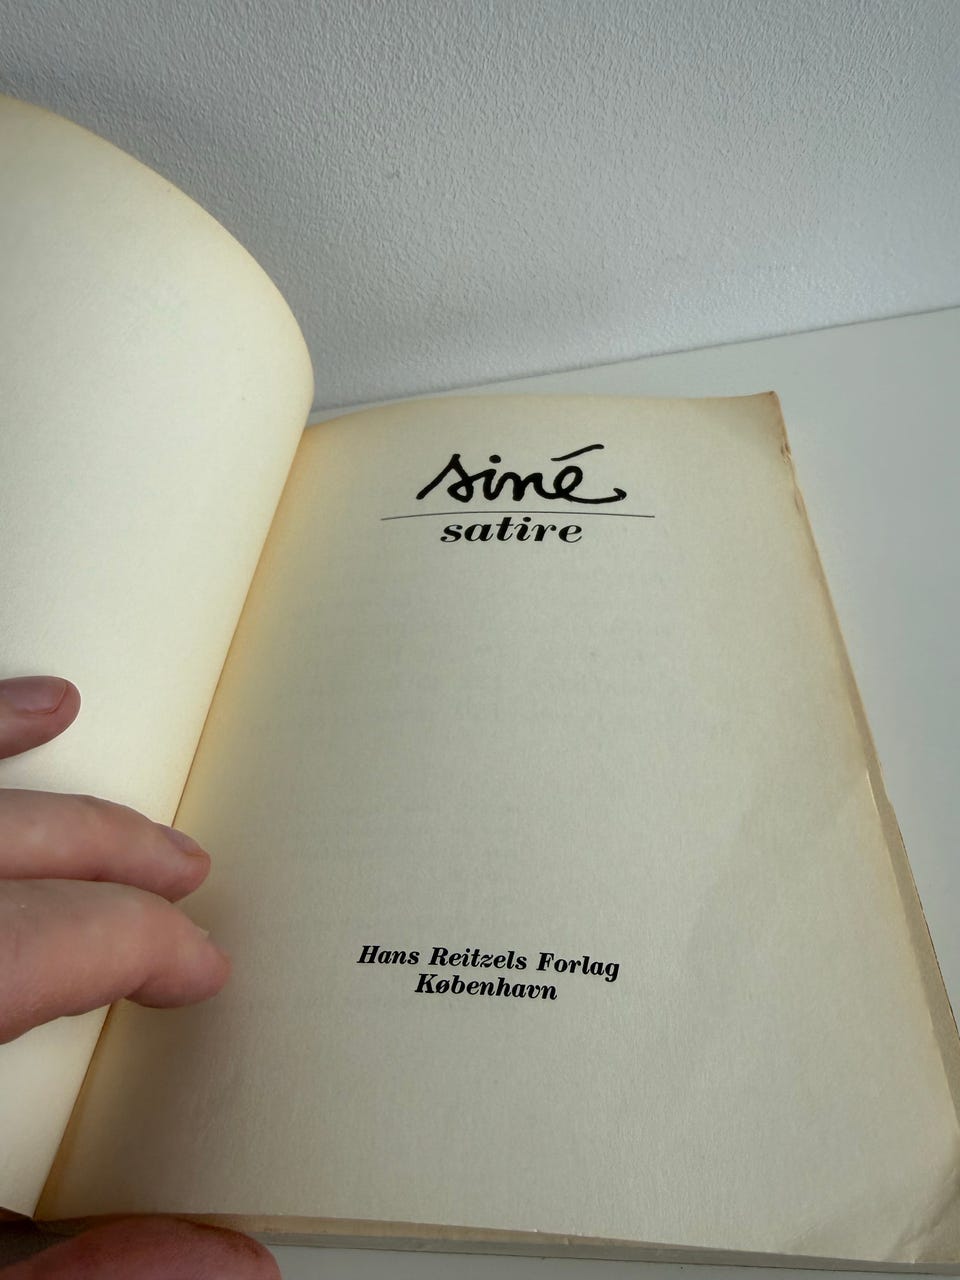 siné
satire
Hans Reitzels Forlag
København